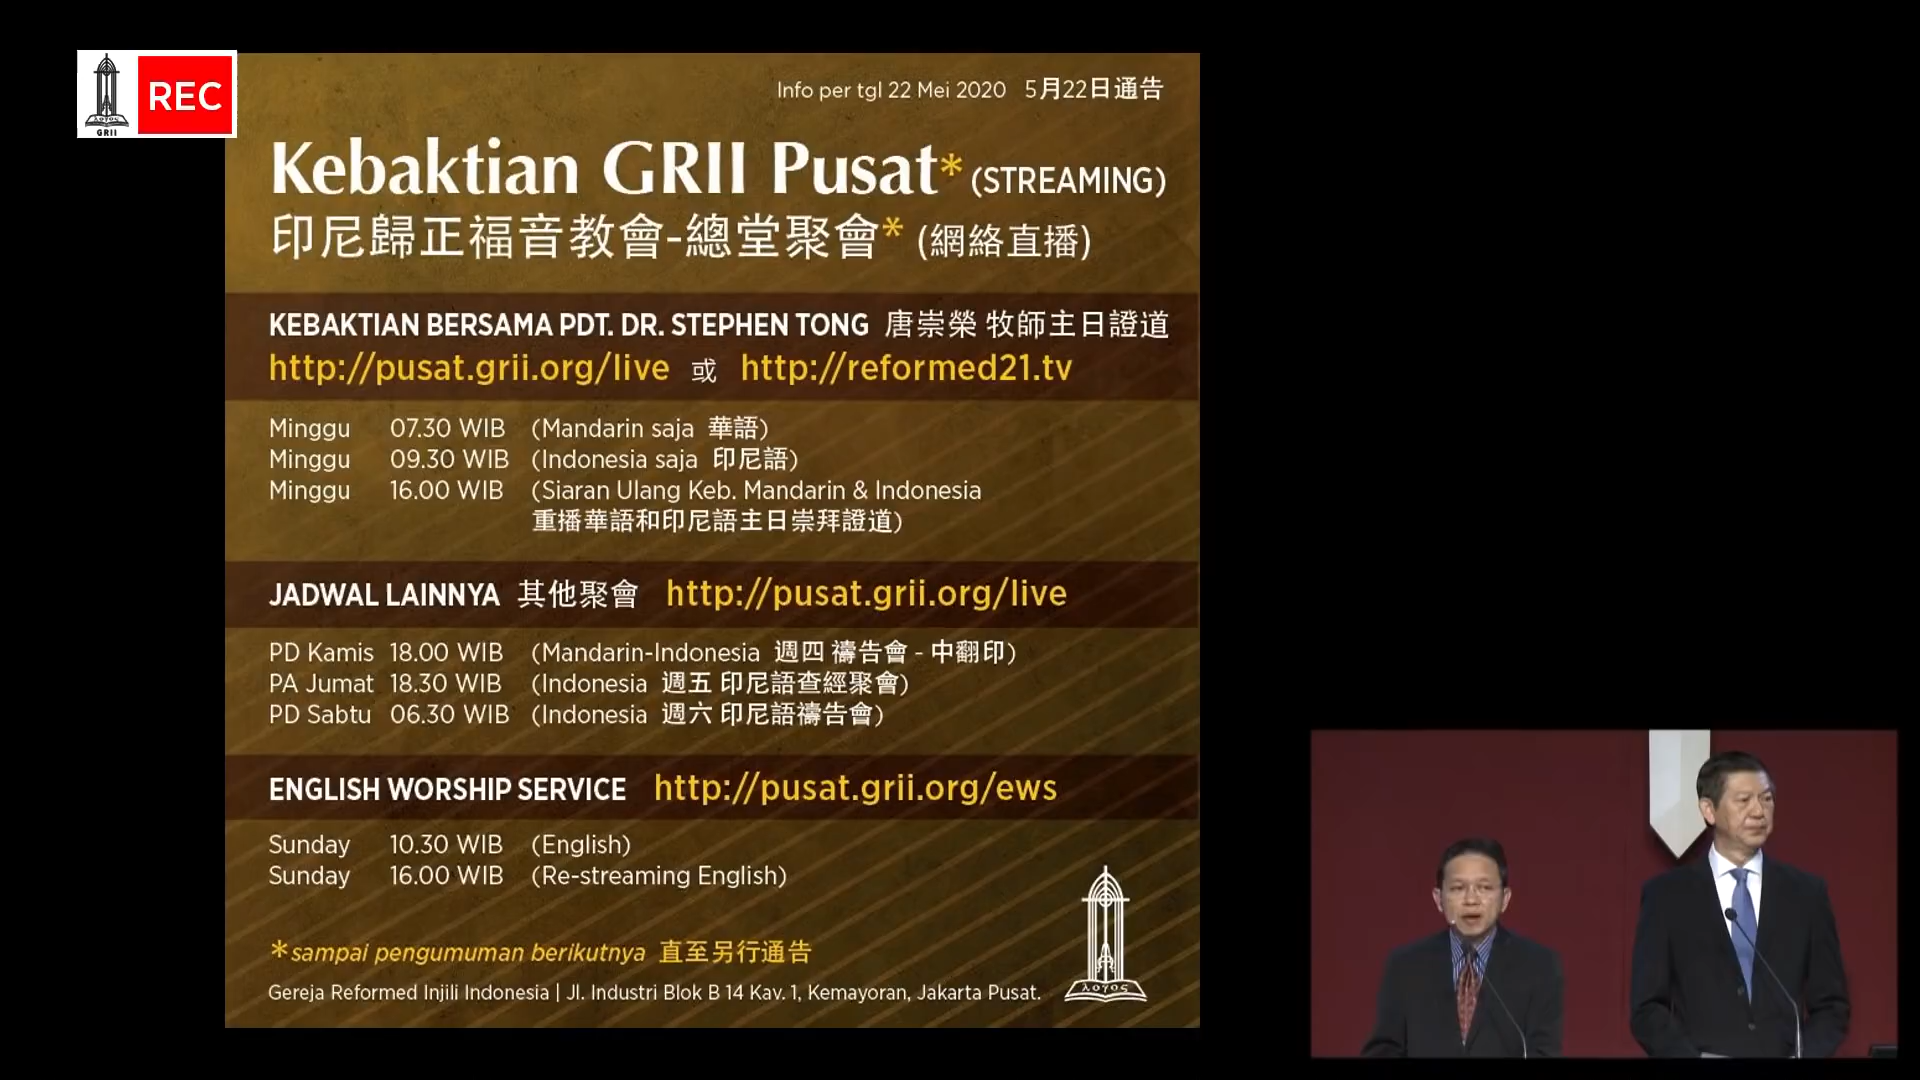 GRII
REC
Info per tgl 22 Mei 2020 5月22日通告
Kebaktian GRII Pusat* (STREAMING)
印尼歸正福音教會-總堂聚會* (網絡直播)
KEBAKTIAN BERSAMA PDT. DR. STEPHEN TONG 唐崇榮 牧師主日證道
http://pusat.grii.org/live 或 http://reformed21.tv
Minggu 07.30 WIB (Mandarin saja 華語)
Minggu 09.30 WIB (Indonesia saja 印尼語)
Minggu 16.00 WIB (Siaran Ulang Keb. Mandarin & Indonesia
重播華語和印尼語主日崇拜證道)
JADWAL LAINNYA 其他聚會 http://pusat.grii.org/live
PD Kamis 18.00 WIB (Mandarin-Indonesia 週四 禱告會 - 中翻印)
PA Jumat 18.30 WIB (Indonesia 週五 印尼語查經聚會)
PD Sabtu 06.30 WIB (Indonesia 週六 印尼語禱告會)
ENGLISH WORSHIP SERVICE http://pusat.grii.org/ews
Sunday 10.30 WIB (English)
Sunday 16.00 WIB (Re-streaming English)
*sampai pengumuman berikutnya 直至另行通告
Gereja Reformed Injili Indonesia | Jl. Industri Blok B 14 Kav. 1, Kemayoran, Jakarta Pusat.
λογος